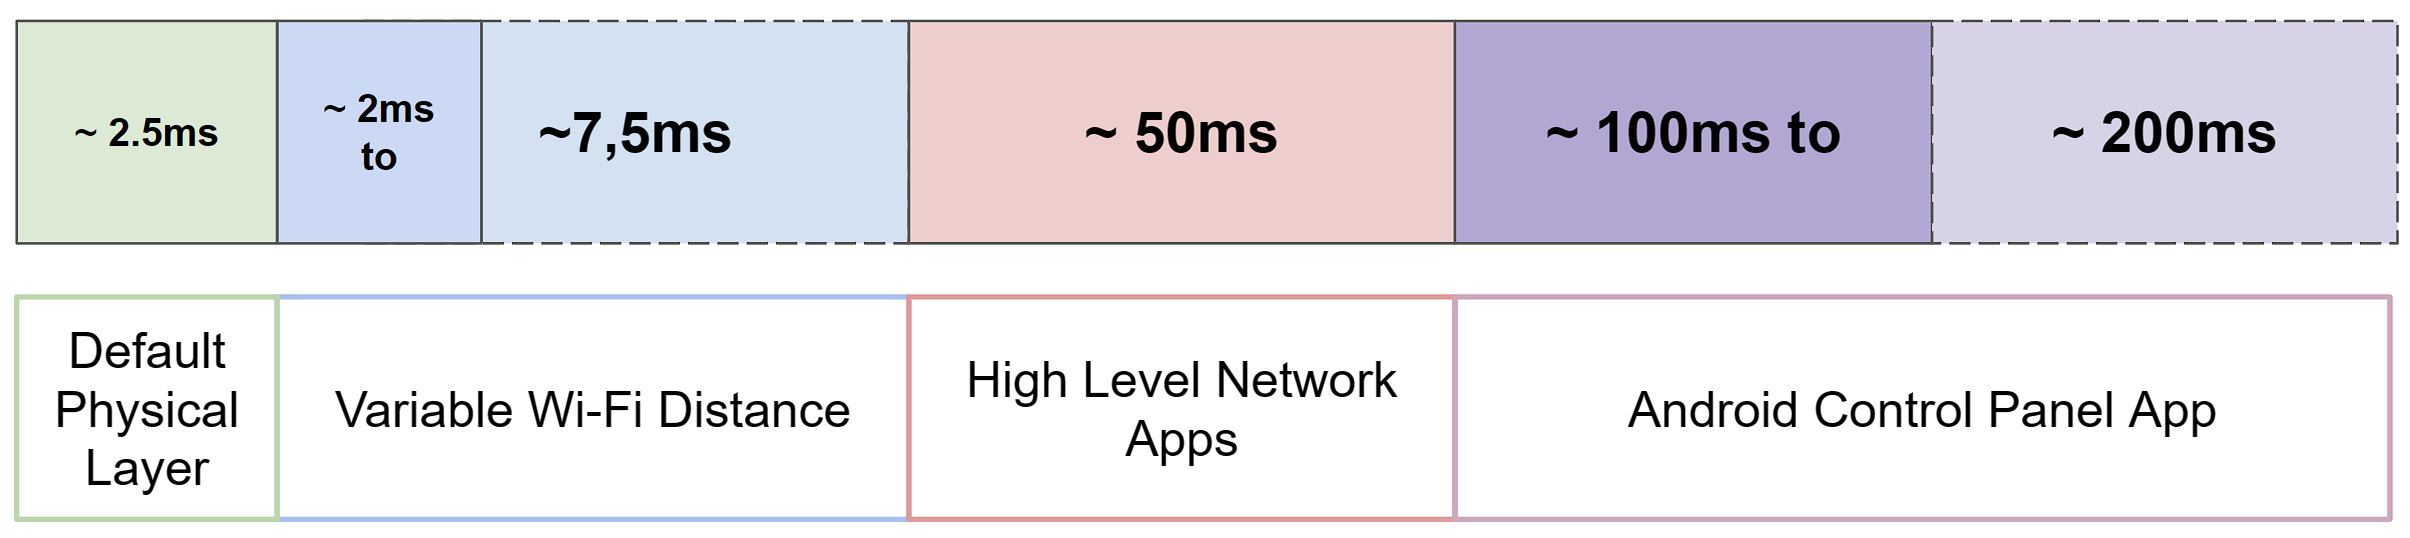 ~ 2.5ms
~ 2ms
to
~7,5ms
~ 50ms
~ 100ms to
~ 200ms
Default
Physical
Layer
Variable Wi-Fi Distance
High Level Network
Apps
Android Control Panel App